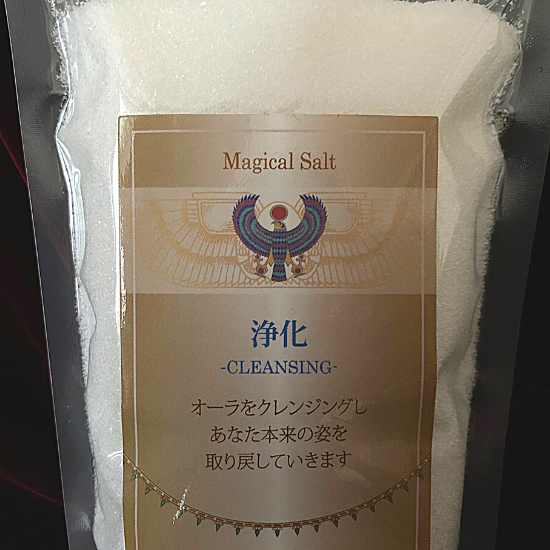 Magical Salt
浄化
-CLEANSING-
オーラをクレンジングし
あなた本来の姿を
取り戻していきます